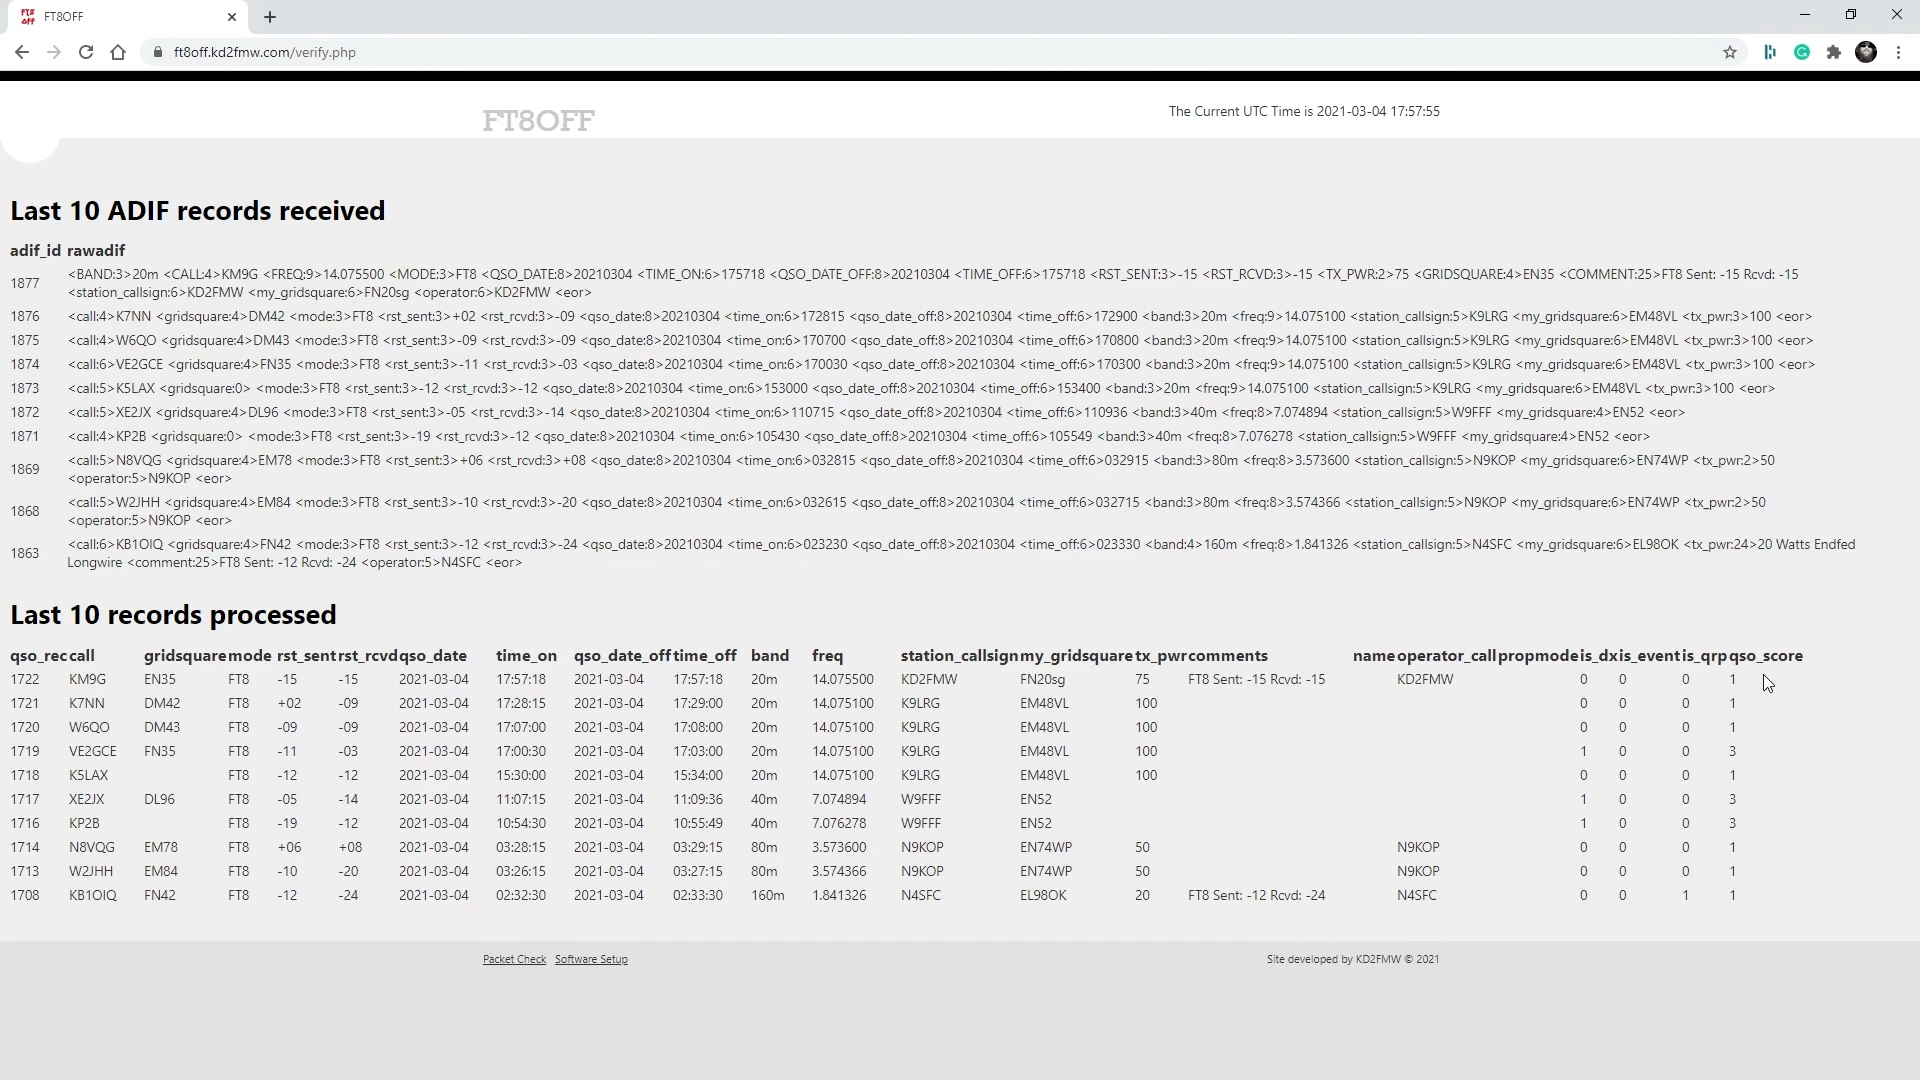 FT8OFF
ft8off.kd2fmw.com/verify.php
FT8OFF
The Current UTC Time is 2021-03-04 17:57:55
Last 10 ADIF records received
adif_id rawadif
1877 <BAND:3>20m <CALL:4>KM9G <FREQ:9>14.075500 <MODE:3>FT8 <QSO_DATE:8>20210304 <TIME_ON:6>175718 <QSO_DATE_OFF:8>20210304 <TIME_OFF:6>175718 <RST_SENT:3>-15 <RST_RCVD:3>-15 <TX_PWR:2>75 <GRIDSQUARE:4>EN35 <COMMENT:25>FT8 Sent: -15 Rcvd: -15
<station_callsign:6>KD2FMW <my_gridsquare:6>FN20sg <operator:6>KD2FMW <eor>
1876 <call:4>K7NN <gridsquare:4>DM42 <mode:3>FT8 <rst_sent:3>+02 <rst_rcvd:3>-09 <qso_date:8>20210304 <time_on:6>172815 <qso_date_off:8>20210304 <time_off:6>172900 <band:3>20m <freq:9>14.075100 <station_callsign:5>K9LRG <my_gridsquare:6>EM48VL <tx_pwr:3>100 <eor>
1875 <call:4>W6QO <gridsquare:4>DM43 <mode:3>FT8 <rst_sent:3>-09 <rst_rcvd:3>-09 <qso_date:8>20210304 <time_on:6>170700 <qso_date_off:8>20210304 <time_off:6>170800 <band:3>20m <freq:9>14.075100 <station_callsign:5>K9LRG <my_gridsquare:6>EM48VL <tx_pwr:3>100 <eor>
1874 <call:6>VE2GCE <gridsquare:4>FN35 <mode:3>FT8 <rst_sent:3>-11 <rst_rcvd:3>-03 <qso_date:8>20210304 <time_on:6>170030 <qso_date_off:8>20210304 <time_off:6>170300 <band:3>20m <freq:9>14.075100 <station_callsign:5>K9LRG <my_gridsquare:6>EM48VL <tx_pwr:3>100 <eor>
1873 <call:5>K5LAX <gridsquare:0> <mode:3>FT8 <rst_sent:3>-12 <rst_rcvd:3>-12 <qso_date:8>20210304 <time_on:6>153000 <qso_date_off:8>20210304 <time_off:6>153400 <band:3>20m <freq:9>14.075100 <station_callsign:5>K9LRG <my_gridsquare:6>EM48VL <tx_pwr:3>100 <eor>
1872 <call:5>XE2JX <gridsquare:4>DL96 <mode:3>FT8 <rst_sent:3>-05 <rst_rcvd:3>-14 <qso_date:8>20210304 <time_on:6>110715 <qso_date_off:8>20210304 <time_off:6>110936 <band:3>40m <freq:8>7.074894 <station_callsign:5>W9FFF <my_gridsquare:4>EN52 <eor>
1871 <call:4>KP2B <gridsquare:0> <mode:3>FT8 <rst_sent:3>-19 <rst_rcvd:3>-12 <qso_date:8>20210304 <time_on:6>105430 <qso_date_off:8>20210304 <time_off:6>105549 <band:3>40m <freq:8>7.076278 <station_callsign:5>W9FFF <my_gridsquare:4>EN52 <eor>
1869 <call:5>N8VQG <gridsquare:4>EM78 <mode:3>FT8 <rst_sent:3>+06 <rst_rcvd:3>+08 <qso_date:8>20210304 <time_on:6>032815 <qso_date_off:8>20210304 <time_off:6>032915 <band:3>80m <freq:8>3.573600 <station_callsign:5>N9KOP <my_gridsquare:6>EN74WP <tx_pwr:2>50
<operator:5>N9KOP <eor>
1868 <call:5>W2JHH <gridsquare:4>EM84 <mode:3>FT8 <rst_sent:3>-10 <rst_rcvd:3>-20 <qso_date:8>20210304 <time_on:6>032615 <qso_date_off:8>20210304 <time_off:6>032715 <band:3>80m <freq:8>3.574366 <station_callsign:5>N9KOP <my_gridsquare:6>EN74WP <tx_pwr:2>50
<operator:5>N9KOP <eor>
1863 <call:6>KB1OIQ <gridsquare:4>FN42 <mode:3>FT8 <rst_sent:3>-12 <rst_rcvd:3>-24 <qso_date:8>20210304 <time_on:6>023230 <qso_date_off:8>20210304 <time_off:6>023330 <band:4>160m <freq:8>1.841326 <station_callsign:5>N4SFC <my_gridsquare:6>EL98OK <tx_pwr:24>20 Watts Endfed
Longwire <comment:25>FT8 Sent: -12 Rcvd: -24 <operator:5>N4SFC <eor>
Last 10 records processed
qso_rec call gridsquare mode rst_sent rst_rcvd qso_date time_on qso_date_off time_off band freq station_callsign my_gridsquare tx_pwr comments name operator_call propmode is_dx is_event is_qrp qso_score
1722 KM9G EN35 FT8 -15 -15 2021-03-04 17:57:18 2021-03-04 17:57:18 20m 14.075500 KD2FMW FN20sg 75 FT8 Sent: -15 Rcvd: -15 KD2FMW 0 0 0 1
1721 K7NN DM42 FT8 +02 -09 2021-03-04 17:28:15 2021-03-04 17:29:00 20m 14.075100 K9LRG EM48VL 100 0 0 0 1
1720 W6QO DM43 FT8 -09 -09 2021-03-04 17:07:00 2021-03-04 17:08:00 20m 14.075100 K9LRG EM48VL 100 0 0 0 1
1719 VE2GCE FN35 FT8 -11 -03 2021-03-04 17:00:30 2021-03-04 17:03:00 20m 14.075100 K9LRG EM48VL 100 1 0 0 3
1718 K5LAX FT8 -12 -12 2021-03-04 15:30:00 2021-03-04 15:34:00 20m 14.075100 K9LRG EM48VL 100 0 0 0 1
1717 XE2JX DL96 FT8 -05 -14 2021-03-04 11:07:15 2021-03-04 11:09:36 40m 7.074894 W9FFF EN52 1 0 0 3
1716 KP2B FT8 -19 -12 2021-03-04 10:54:30 2021-03-04 10:55:49 40m 7.076278 W9FFF EN52 1 0 0 3
1714 N8VQG EM78 FT8 +06 +08 2021-03-04 03:28:15 2021-03-04 03:29:15 80m 3.573600 N9KOP EN74WP 50 N9KOP 0 0 0 1
1713 W2JHH EM84 FT8 -10 -20 2021-03-04 03:26:15 2021-03-04 03:27:15 80m 3.574366 N9KOP EN74WP 50 N9KOP 0 0 0 1
1708 KB1OIQ FN42 FT8 -12 -24 2021-03-04 02:32:30 2021-03-04 02:33:30 160m 1.841326 N4SFC EL98OK 20 FT8 Sent: -12 Rcvd: -24 N4SFC 0 0 1 1
Packet Check Software Setup
Site developed by KD2FMW © 2021